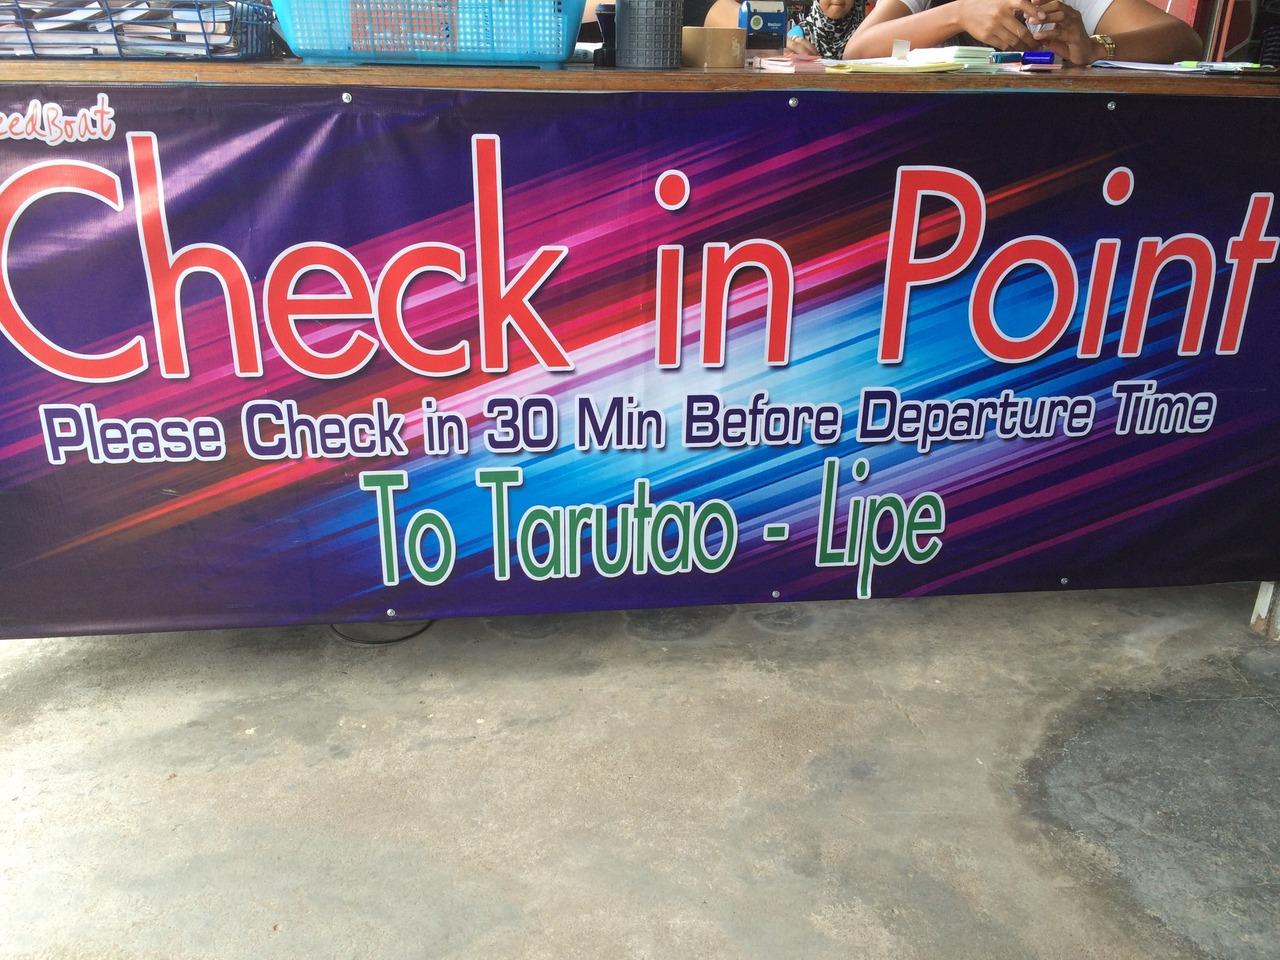 Check in Point
Please Check in 30 Min Before Departure Time
To Tarutao - Lipe